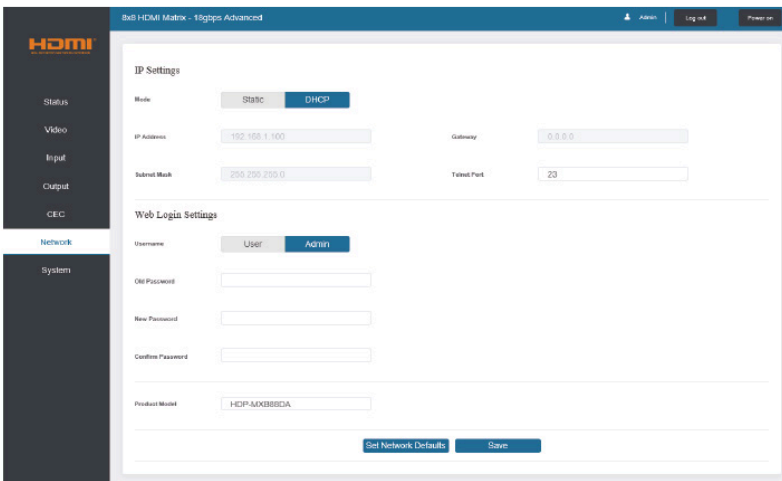 8x8 HDMI Matrix - 18gbps Advanced
Admin
Log out
Power on
HDMI
Status
Video
Input
Output
CEC
Network
System
IP Settings
Mode
Static
DHCP
IP Address
192.168.1.100
Gateway
0.0.0.0
Subnet Mask
255.255.255.0
Telnet Port
23
Web Login Settings
Username
User
Admin
Old Password
New Password
Confirm Password
Product Model
HDP-MXB88DA
Set Network Defaults
Save